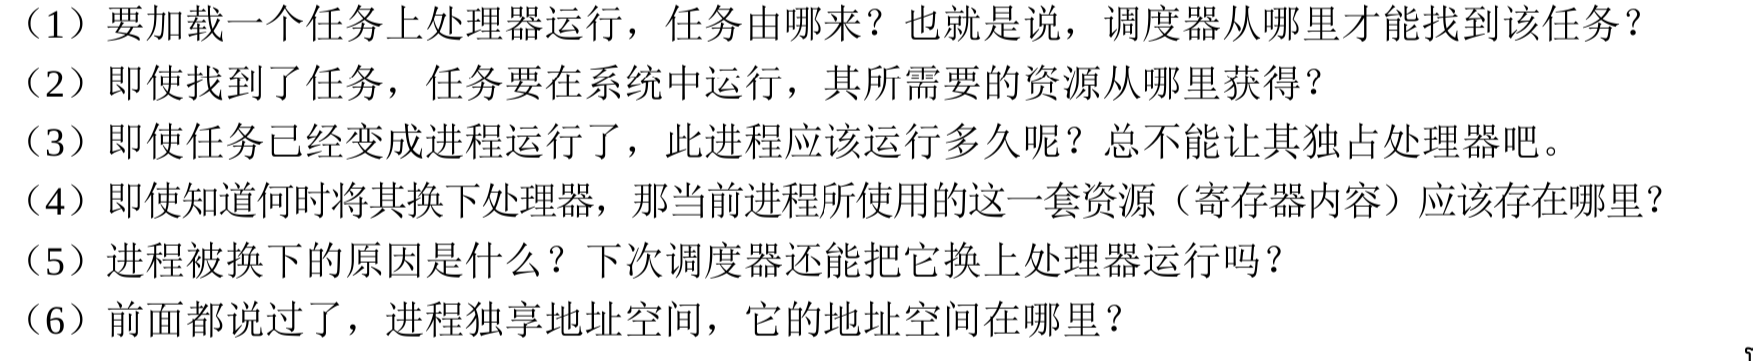 （1）要加载一个任务上处理器运行，任务由哪来？也就是说，调度器从哪里才能找到该任务？
（2）即使找到了任务，任务要在系统中运行，其所需要的资源从哪里获得？
（3）即使任务已经变成进程运行了，此进程应该运行多久呢？总不能让其独占处理器吧。
（4）即使知道何时将其换下处理器，那当前进程所使用的这一套资源（寄存器内容）应该存在哪里？
（5）进程被换下的原因是什么？下次调度器还能把它换上处理器运行吗？
（6）前面都说过了，进程独享地址空间，它的地址空间在哪里？